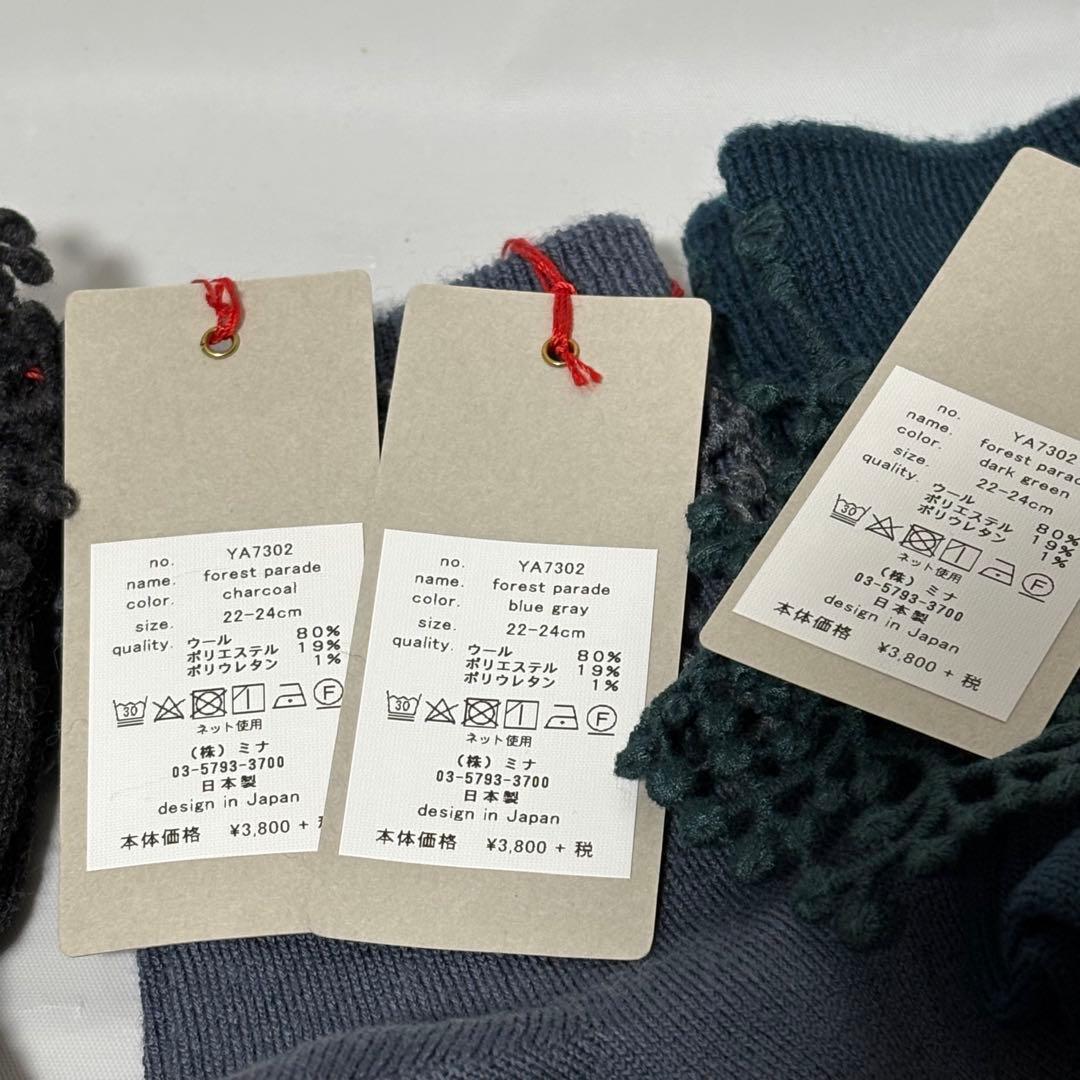 no. YA7302
name. forest parade
color. charcoal
size. 22-24cm
quality. ウール 80%
ポリエステル 19%
ポリウレタン 1%
30 F
ネット使用
(株) ミナ
03-5793-3700
日本製
design in Japan
本体価格 ¥3,800 +
no. YA7302
name. forest parade
color. blue gray
size. 22-24cm
quality. ウール 80%
ポリエステル 19%
ポリウレタン 1%
30 F
ネット使用
(株) ミナ
03-5793-3700
日本製
design in Japan
本体価格 ¥3,800 + 税
no. YA7302
name. forest parad
color. dark green
size. 22-24cm
quality. ウール 80%
ポリエステル 19%
ポリウレタン 1%
30 F
ネット使用
(株) ミナ
03-5793-3700
日本製
design in Japan
本体価格 ¥3,800 + 税